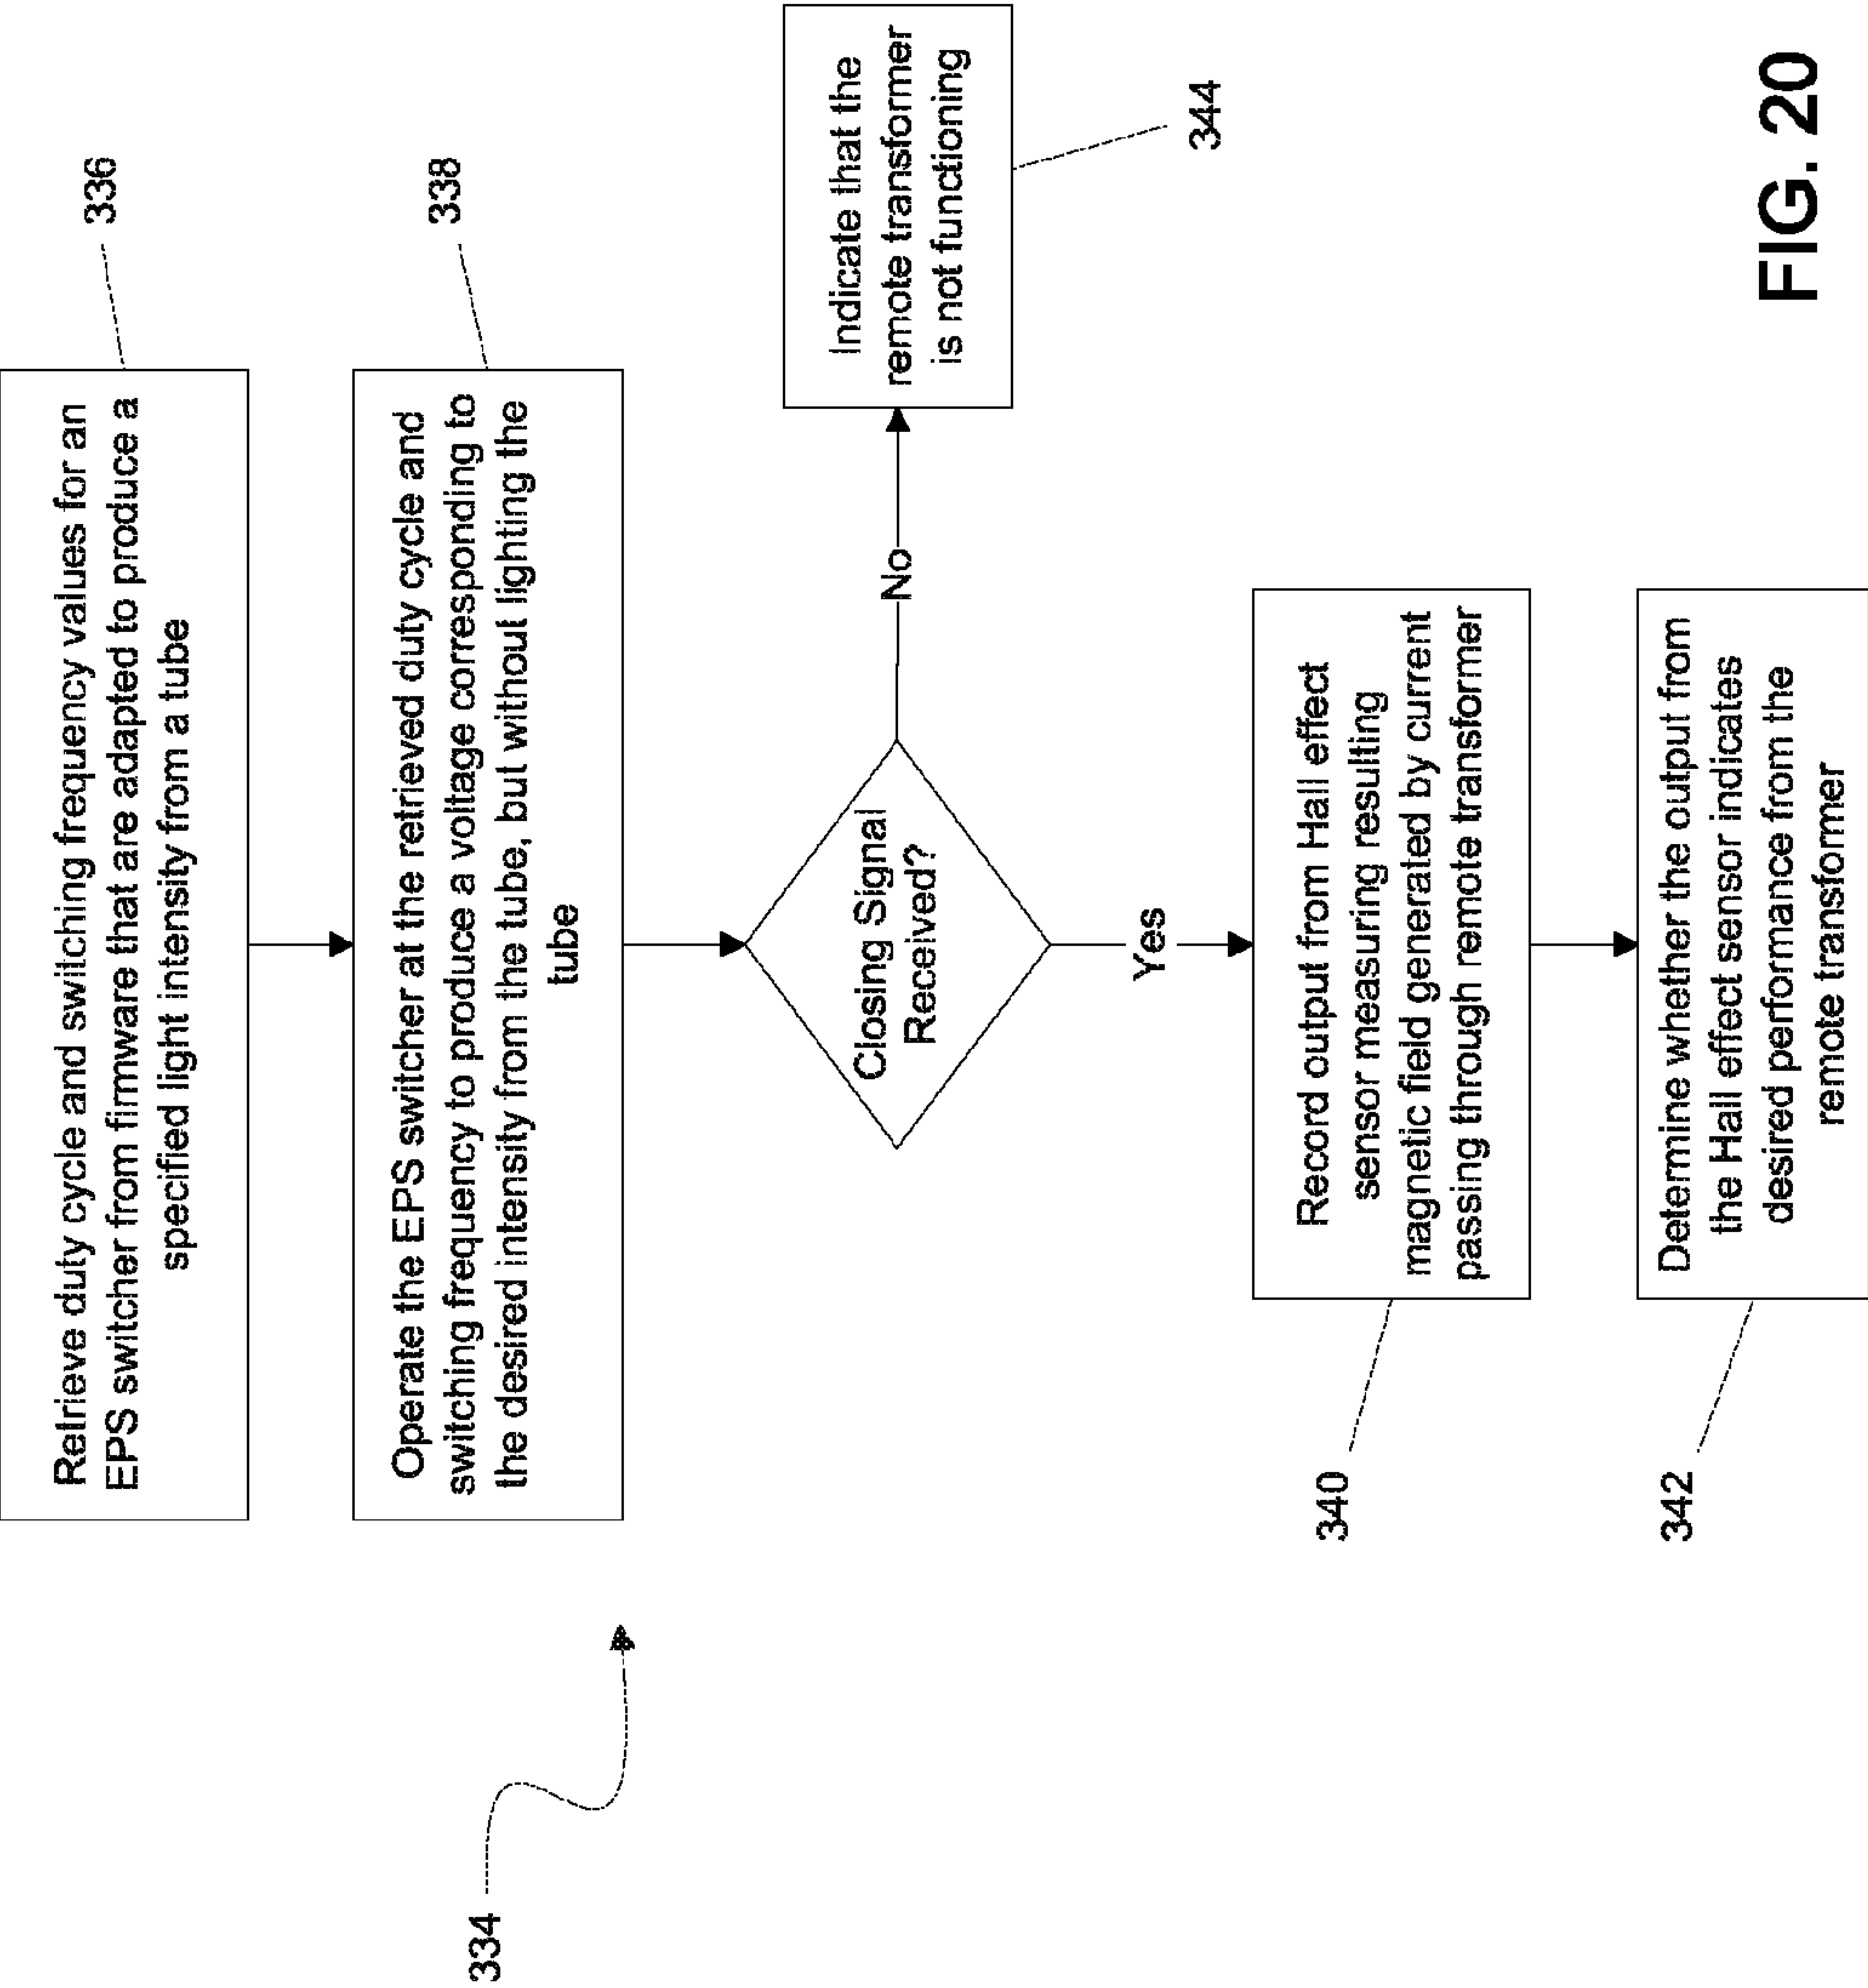 Retrieve duty cycle and switching frequency values for an
EPS switcher from firmware that are adapted to produce a
specified light intensity from a tube
336
Operate the EPS switcher at the retrieved duty cycle and
switching frequency to produce a voltage corresponding to
the desired intensity from the tube, but without lighting the
tube
338
334
Closing Signal
Received?
No
Indicate that the
remote transformer
is not functioning
344
Yes
Record output from Hall effect
sensor measuring resulting
magnetic field generated by current
passing through remote transformer
340
Determine whether the output from
the Hall effect sensor indicates
desired performance from the
remote transformer
342
FIG. 20